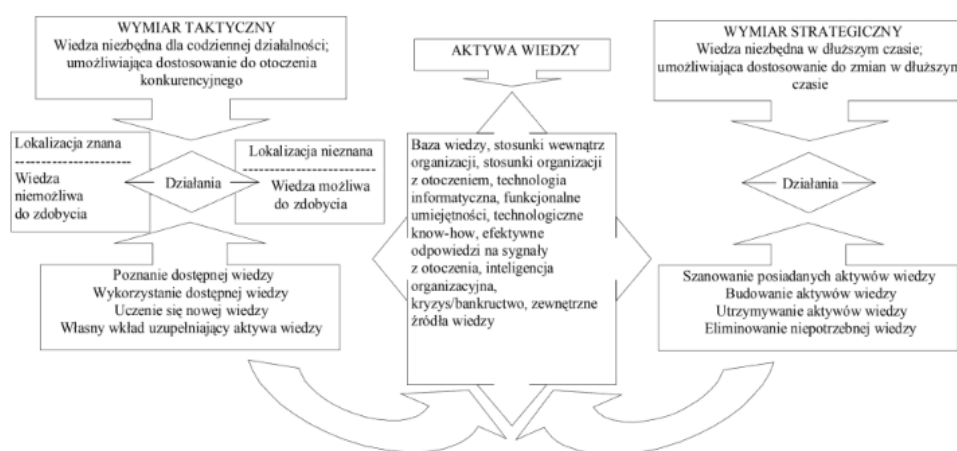 WYMIAR TAKTYCZNY
Wiedza niezbędna dla codziennej działalności;
umożliwiająca dostosowanie do otoczenia
konkurencyjnego
Lokalizacja znana
-----------------------
Wiedza
niemożliwa
do zdobycia
Działania
Lokalizacja nieznana
-----------------------
Wiedza możliwa
do zdobycia
Poznanie dostępnej wiedzy
Wykorzystanie dostępnej wiedzy
Uczenie się nowej wiedzy
Własny wkład uzupełniający aktywa wiedzy
AKTYWA WIEDZY
Baza wiedzy, stosunki wewnątrz
organizacji, stosunki organizacji
z otoczeniem, technologia
informatyczna, funkcjonalne
umiejętności, technologiczne
know-how, efektywne
odpowiedzi na sygnały
z otoczenia, inteligencja
organizacyjna,
kryzys/bankructwo, zewnętrzne
źródła wiedzy
WYMIAR STRATEGICZNY
Wiedza niezbędna w dłuższym czasie;
umożliwiająca dostosowanie do zmian w dłuższym
czasie
Działania
Szanowanie posiadanych aktywów wiedzy
Budowanie aktywów wiedzy
Utrzymywanie aktywów wiedzy
Eliminowanie niepotrzebnej wiedzy